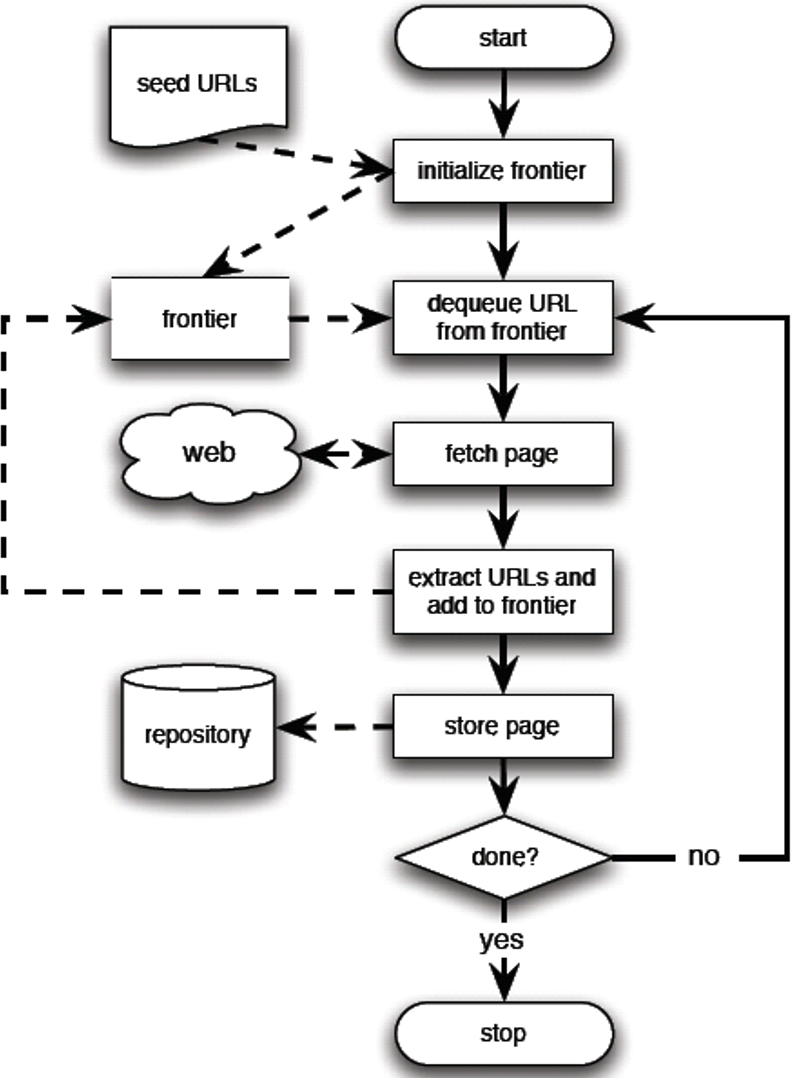 start
seed URLs
initialize frontier
frontier
dequeue URL
from frontier
web
fetch page
extract URLs and
add to frontier
repository
store page
done?
no
yes
stop